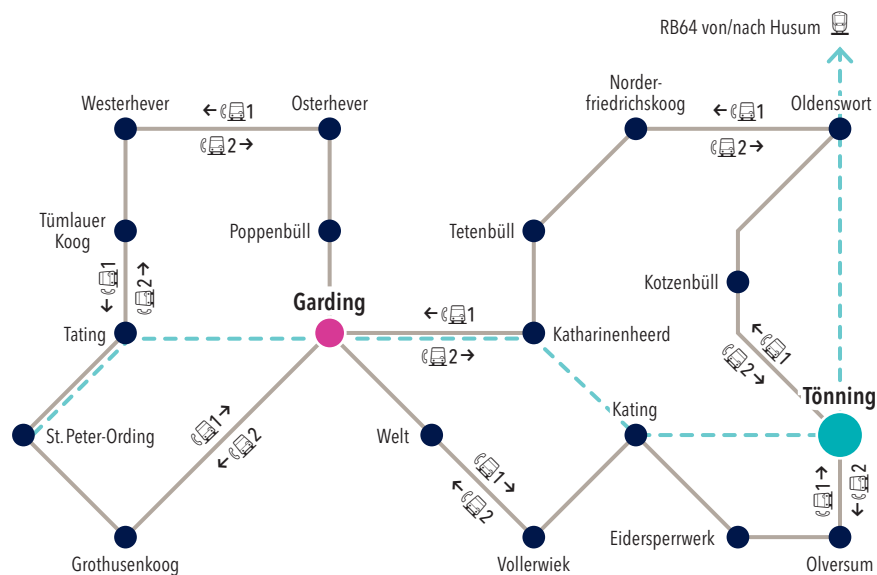 RB64 von/nach Husum
Norder-
friedrichskoog
Westerhever
Osterhever
Oldenswort
←1
2→
←1
2→
Tümlauer
Koog
Poppenbüll
Tetenbüll
Kotzenbüll
←1
2→
Garding
←1
2→
Tating
Katharinenheerd
←1
2→
Tönning
St. Peter-Ording
1→
←2
Welt
Kating
1→
←2
1→
←2
Grothusenkoog
Vollerwiek
Eidersperrwerk
Olversum